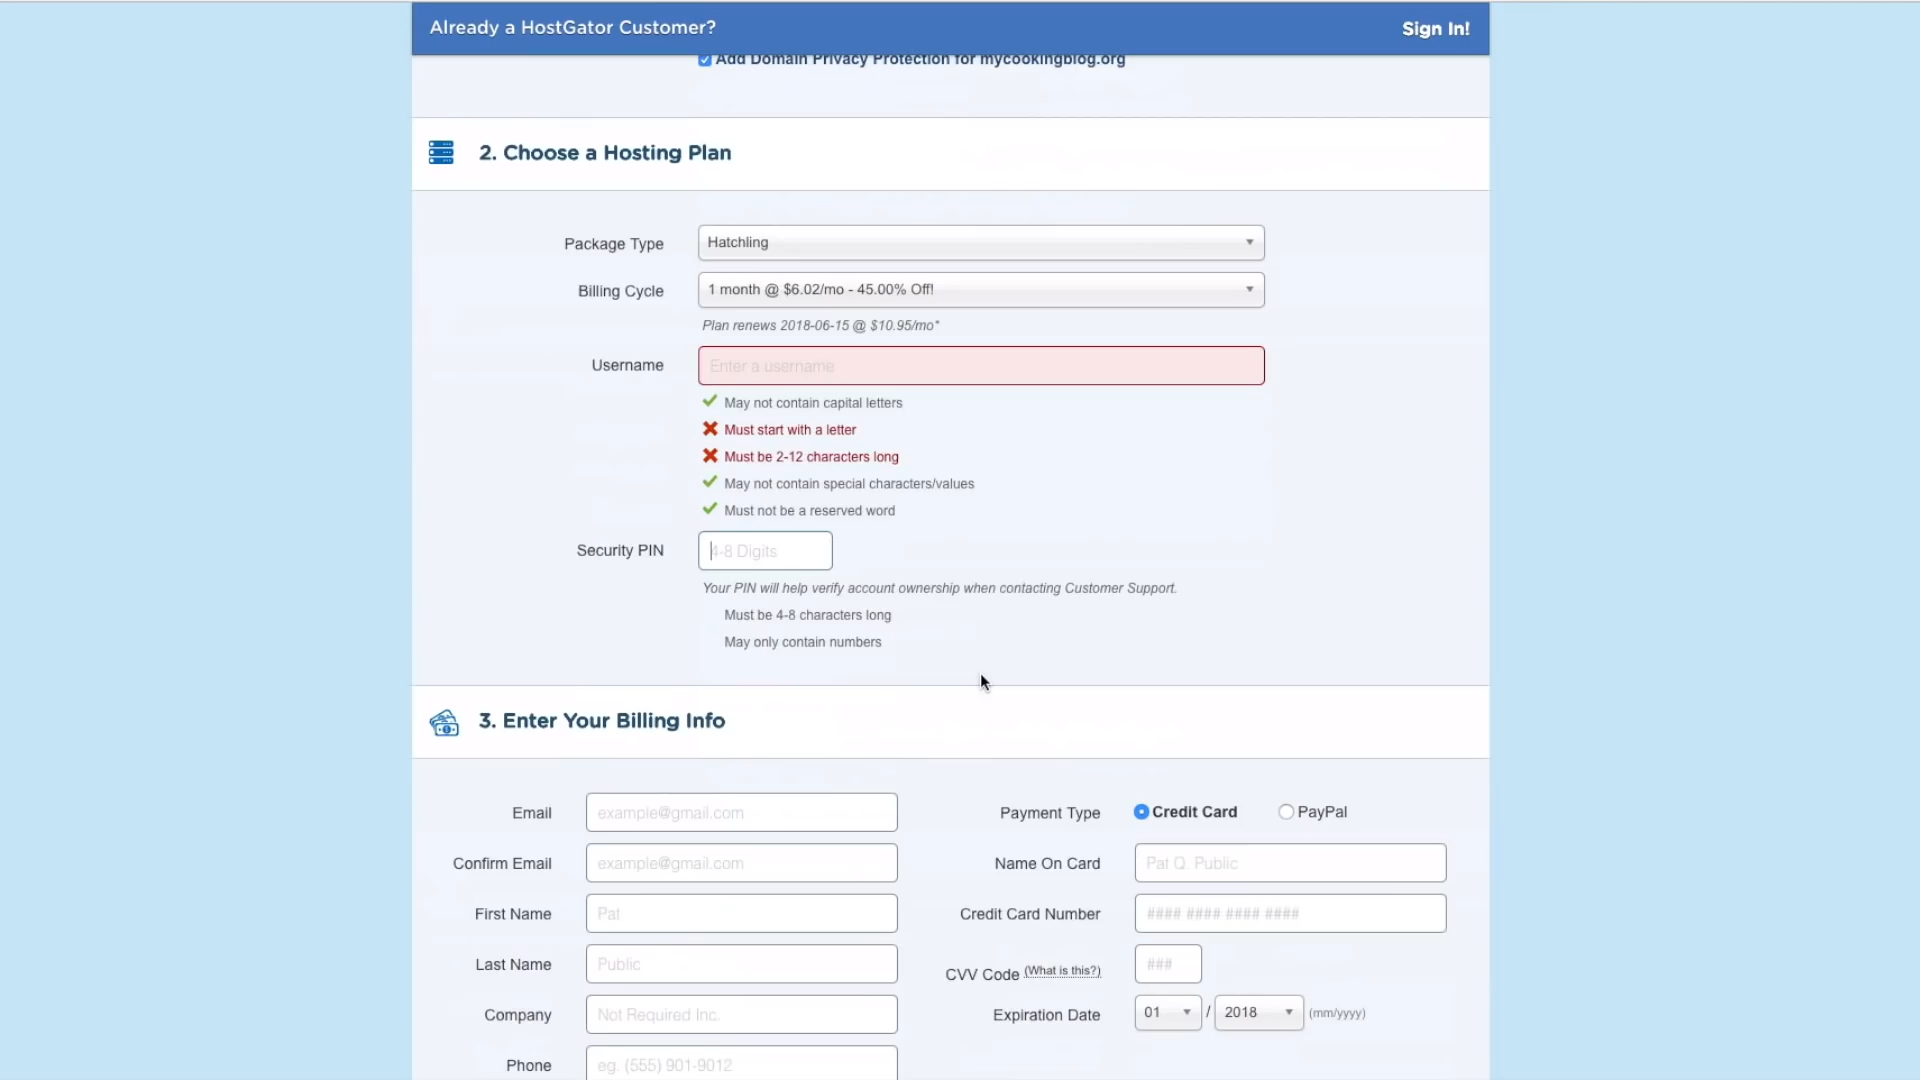 Already a HostGator Customer?
Sign In!
Add Domain Privacy Protection for mycookingblog.org
2. Choose a Hosting Plan
Package Type
Hatchling
Billing Cycle
1 month @ $6.02/mo - 45.00% Off!
Plan renews 2018-06-15 @ $10.95/mo*
Username
Enter a username
May not contain capital letters
Must start with a letter
Must be 2-12 characters long
May not contain special characters/values
Must not be a reserved word
Security PIN
4-8 Digits
Your PIN will help verify account ownership when contacting Customer Support.
Must be 4-8 characters long
May only contain numbers
3. Enter Your Billing Info
Email
example@gmail.com
Payment Type
Credit Card
PayPal
Confirm Email
example@gmail.com
Name On Card
Pat Q. Public
First Name
Pat
Credit Card Number
#### #### #### ####
Last Name
Public
CVV Code (What is this?)
###
Company
Not Required Inc.
Expiration Date
01 / 2018 (mm/yyyy)
Phone
eg. (555) 901-9012